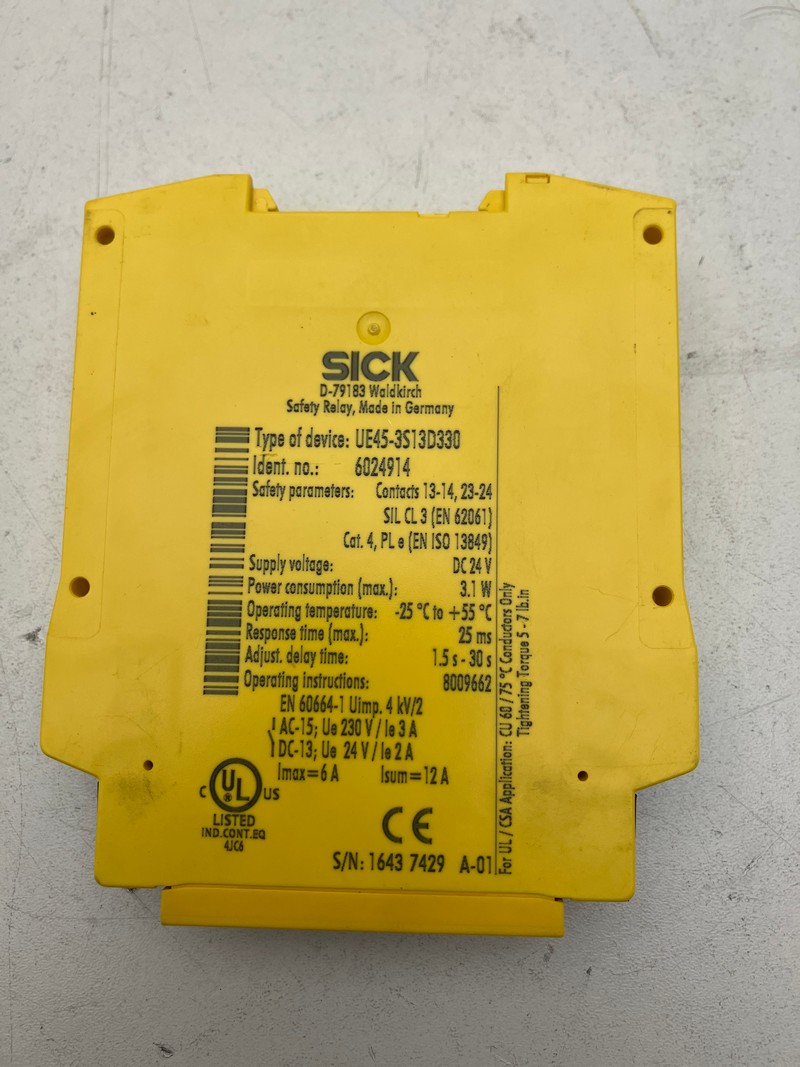 SICK
D-79183 Waldkirch
Safety Relay, Made in Germany
Type of device: UE45-3S13D330
Ident. no.: 6024914
Safety parameters: Contacts 13-14, 23-24
SIL CL 3 (EN 62061)
Cat. 4, PL e (EN ISO 13849)
Supply voltage: DC 24 V
Power consumption (max.): 3.1 W
Operating temperature: -25 °C to +55 °C
Response time (max.): 25 ms
Adjust. delay time: 1.5 s - 30 s
Operating instructions: 8009662
EN 60664-1 Uimp. 4 kV/2
AC-15; Ue 230 V / Ie 3 A
DC-13; Ue 24 V / Ie 2 A
Imax=6 A Isum=12 A
C UL ® US
LISTED
IND.CONT.EQ
4JC6
CE
S/N: 1643 7429 A-01
For UL / CSA Application: CU 60 / 75 °C Conductors Only
Tightening Torque 5 - 7 lb.in